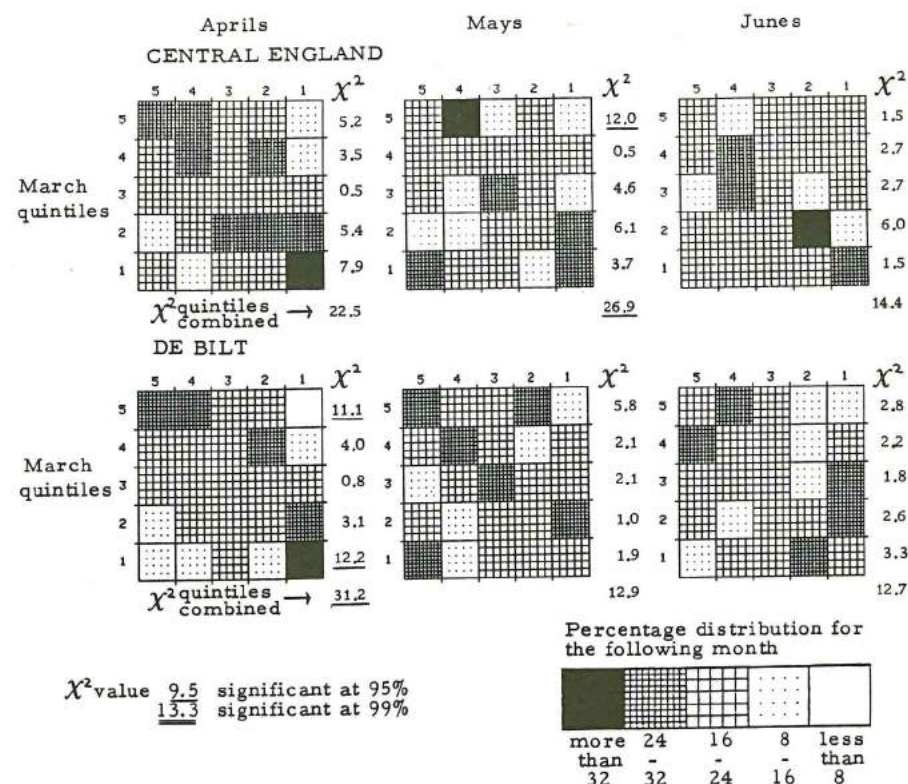 Aprils Mays Junes
CENTRAL ENGLAND
5 4 3 2 1 χ² 5 4 3 2 1 χ² 5 4 3 2 1 χ²
5 5.2 5 12.0 5 1.5
4 3.5 4 0.5 4 2.7
March quintiles 3 0.5 3 4.6 3 2.7
2 5.4 2 6.1 2 6.0
1 7.9 1 3.7 1 1.5
χ² quintiles combined → 22.5 26.9 14.4
DE BILT
5 4 3 2 1 χ² 5 4 3 2 1 χ² 5 4 3 2 1 χ²
5 11.1 5 5.8 5 2.8
4 4.0 4 2.1 4 2.2
March quintiles 3 0.8 3 2.1 3 1.8
2 3.1 2 1.0 2 2.6
1 12.2 1 1.9 1 3.3
χ² quintiles combined → 31.2 12.9 12.7
Percentage distribution for
the following month
χ² value 9.5 significant at 95%
13.3 significant at 99%
more 24 16 8 less
than - - - than
32 32 24 16 8